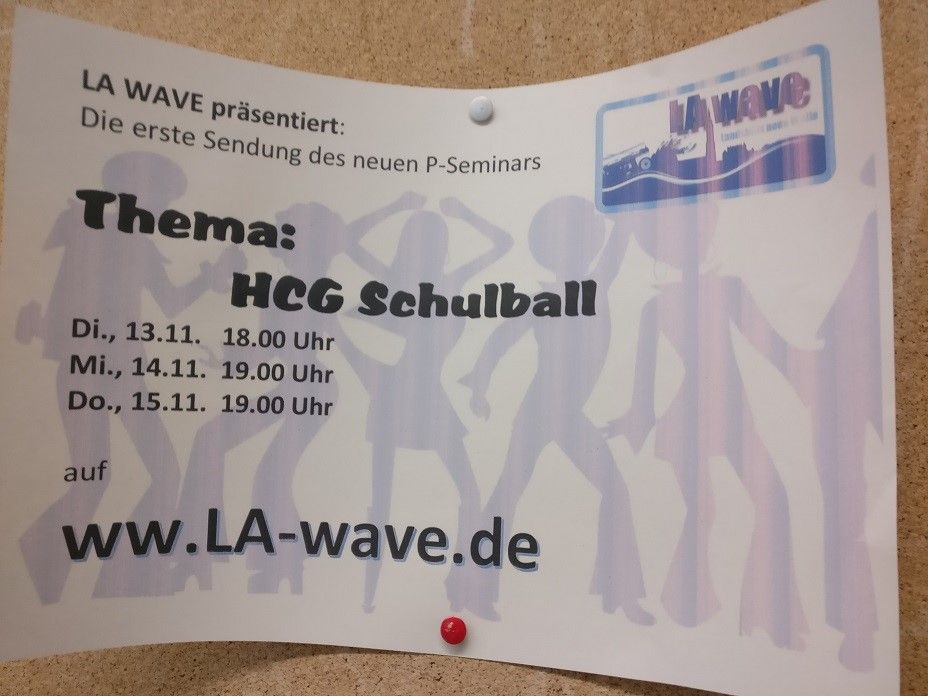 LA WAVE präsentiert:
Die erste Sendung des neuen P-Seminars
LA wave
Thema:
HCG Schulball
Di., 13.11. 18.00 Uhr
Mi., 14.11. 19.00 Uhr
Do., 15.11. 19.00 Uhr
auf
ww.LA-wave.de